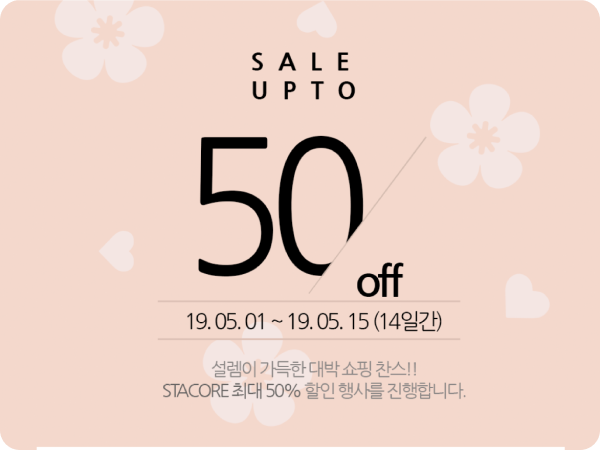 SALE
UPTO
50
off
19. 05. 01 ~ 19. 05. 15 (14일간)
설렘이 가득한 대박 쇼핑 찬스!!
STACORE 최대 50% 할인 행사를 진행합니다.